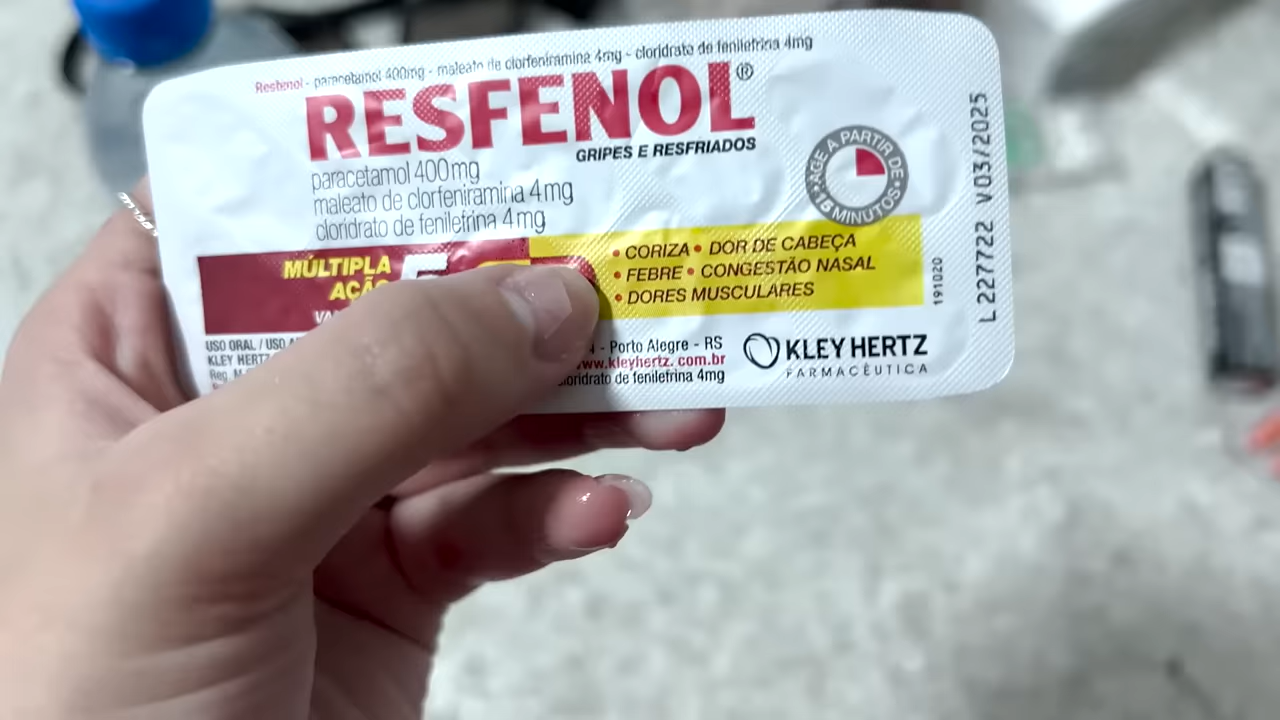 Resfenol - paracetamol 400mg - maleato de clorfeniramina 4mg - cloridrato de fenilefrina 4mg
RESFENOL®
GRIPES E RESFRIADOS
paracetamol 400mg
maleato de clorfeniramina 4mg
cloridrato de fenilefrina 4mg
AGE A PARTIR DE
15 MINUTOS
MÚLTIPLA
AÇÃO
5
• CORIZA • DOR DE CABEÇA
• FEBRE • CONGESTÃO NASAL
• DORES MUSCULARES
USO ORAL / USO
KLEY HERTZ
Reg.
- Porto Alegre - RS
www.kleyhertz.com.br
cloridrato de fenilefrina 4mg
KLEY HERTZ
FARMACÊUTICA
191020
L 227722 V03/2025